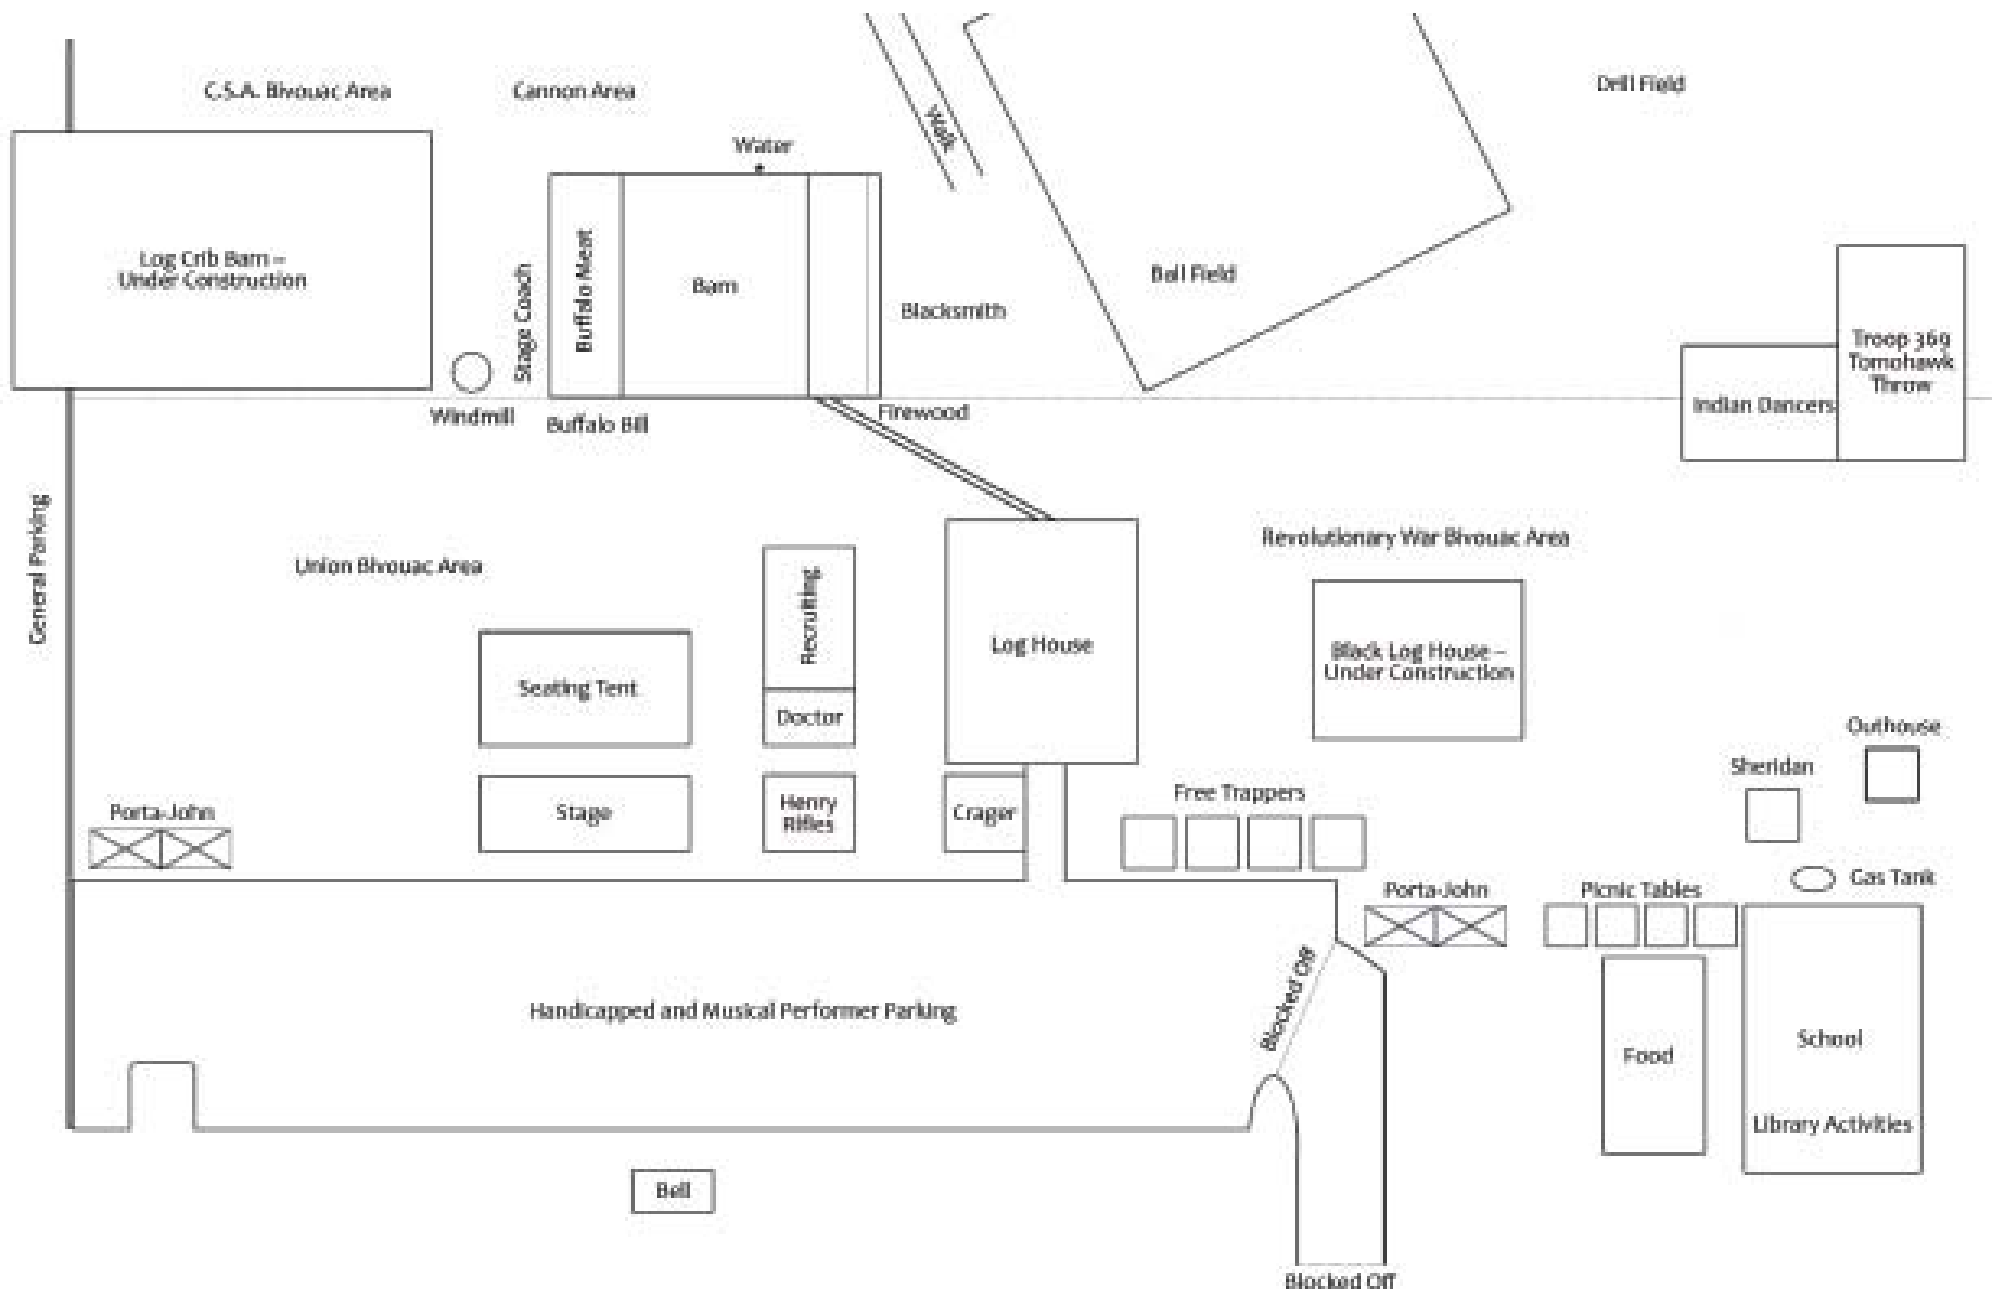 C.S.A. Bivouac Area
Cannon Area
Drill Field
Walk
Water
Log Crib Barn –
Under Construction
Stage Coach
Buffalo Meat
Barn
Blacksmith
Ball Field
Troop 369
Tomohawk
Throw
Indian Dancers
Windmill
Buffalo Bill
Firewood
General Parking
Union Bivouac Area
Recruiting
Revolutionary War Bivouac Area
Log House
Black Log House –
Under Construction
Seating Tent
Doctor
Outhouse
Sheridan
Porta-John
Stage
Henry
Rifles
Crager
Free Trappers
Gas Tank
Porta-John
Picnic Tables
Blocked Off
Handicapped and Musical Performer Parking
School
Food
Library Activities
Bell
Blocked Off